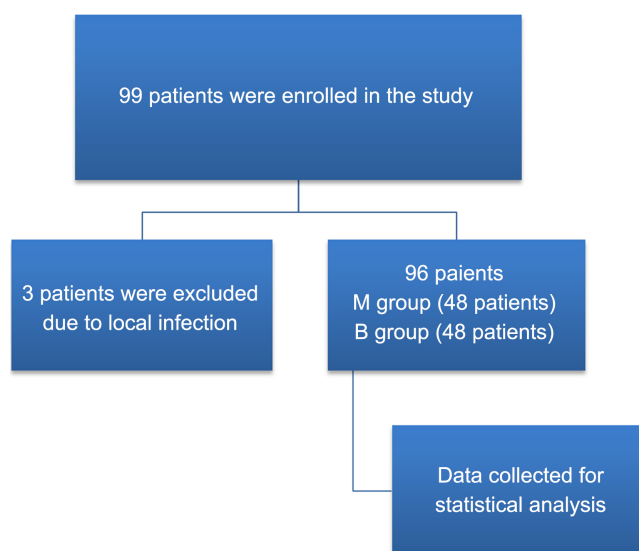 99 patients were enrolled in the study
3 patients were excluded
due to local infection
96 paients
M group (48 patients)
B group (48 patients)
Data collected for
statistical analysis